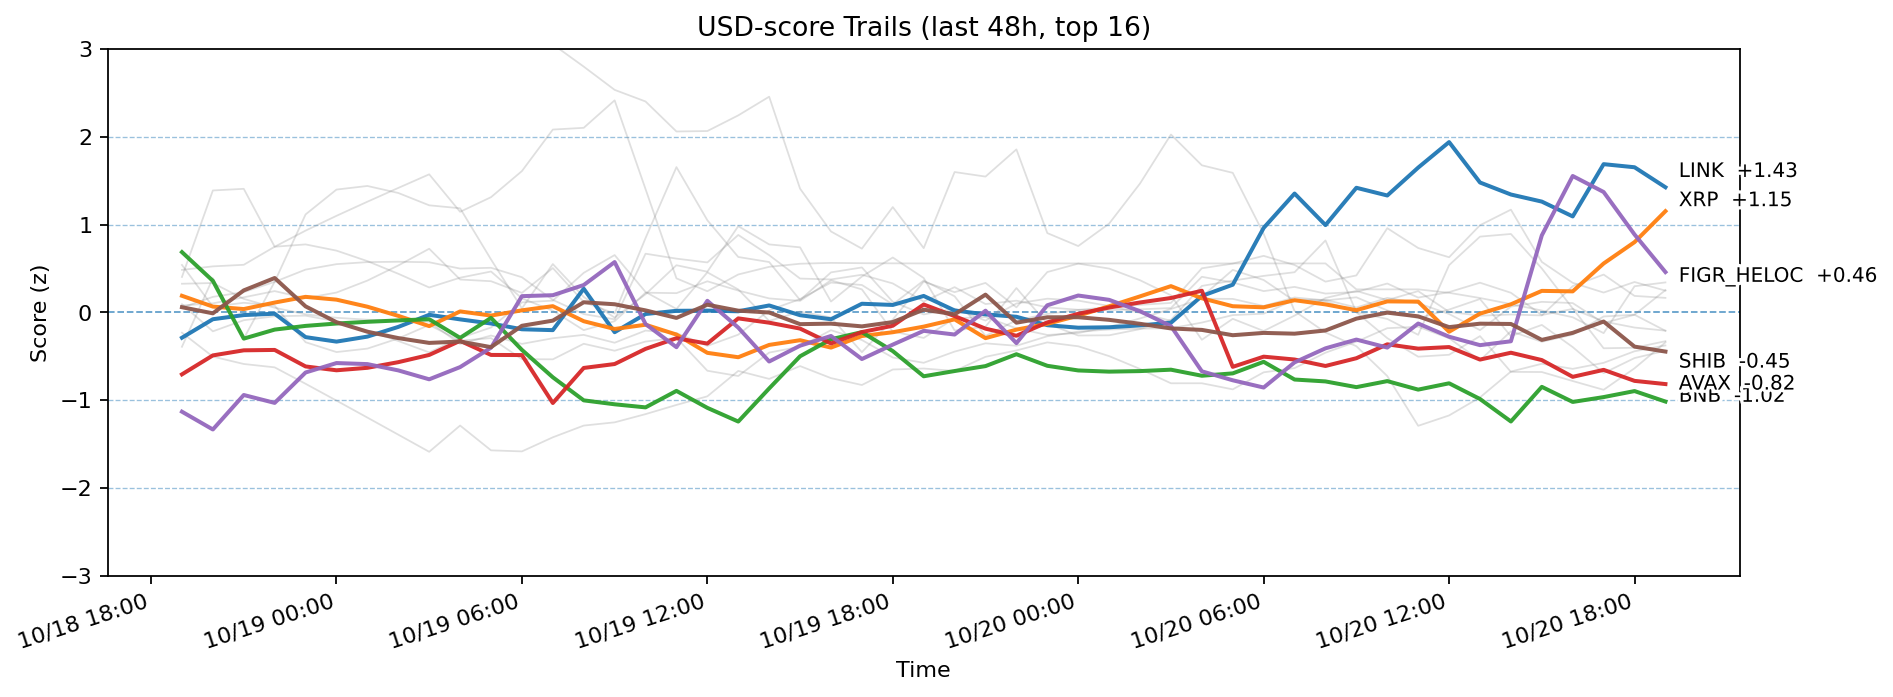 USD-score Trails (last 48h, top 16)
3
2
1
0
−1
−2
−3
Score (z)
LINK +1.43
XRP +1.15
FIGR_HELOC +0.46
SHIB -0.45
AVAX -0.82
BNB -1.02
10/18 18:00
10/19 00:00
10/19 06:00
10/19 12:00
10/19 18:00
10/20 00:00
10/20 06:00
10/20 12:00
10/20 18:00
Time